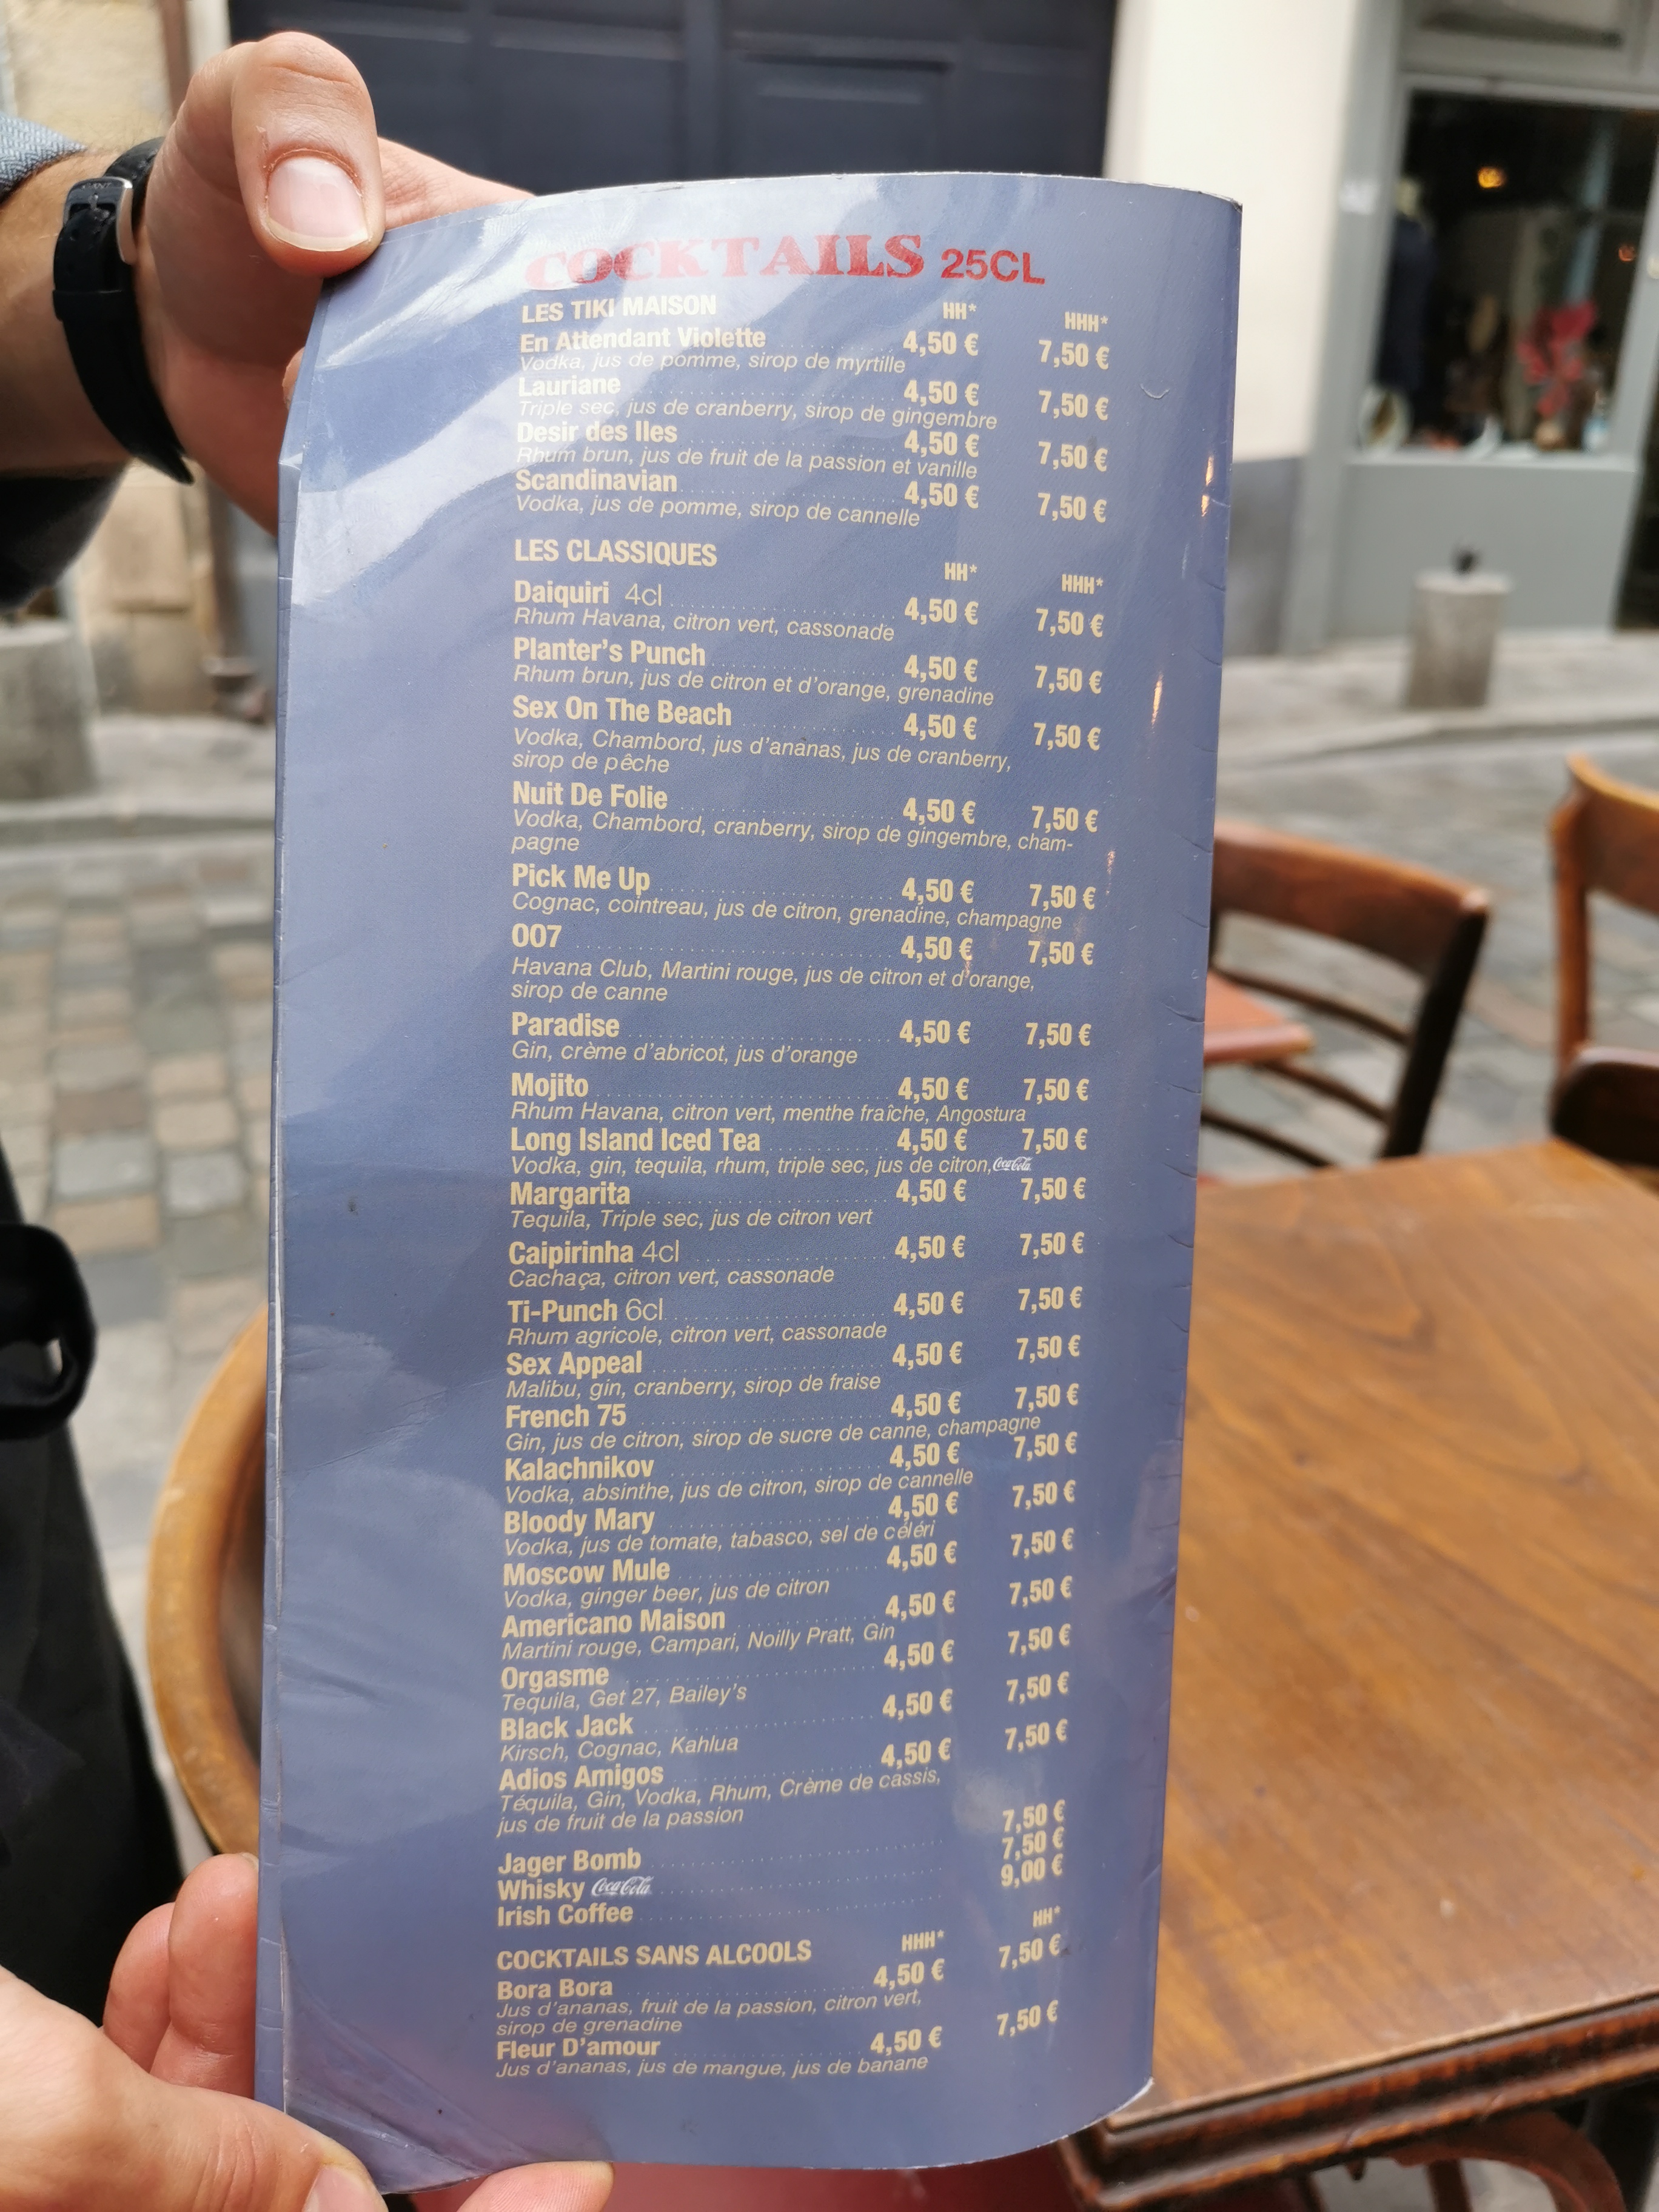 COCKTAILS 25CL
LES TIKI MAISON HH* HHH*
En Attendant Violette 4,50 € 7,50 €
Vodka, jus de pomme, sirop de myrtille
Lauriane 4,50 € 7,50 €
Triple sec, jus de cranberry, sirop de gingembre
Desir des Iles 4,50 € 7,50 €
Rhum brun, jus de fruit de la passion et vanille
Scandinavian 4,50 € 7,50 €
Vodka, jus de pomme, sirop de cannelle
LES CLASSIQUES HH* HHH*
Daiquiri 4cl 4,50 € 7,50 €
Rhum Havana, citron vert, cassonade
Planter's Punch 4,50 € 7,50 €
Rhum brun, jus de citron et d'orange, grenadine
Sex On The Beach 4,50 € 7,50 €
Vodka, Chambord, jus d'ananas, jus de cranberry,
sirop de pêche
Nuit De Folie 4,50 € 7,50 €
Vodka, Chambord, cranberry, sirop de gingembre, cham-
pagne
Pick Me Up 4,50 € 7,50 €
Cognac, cointreau, jus de citron, grenadine, champagne
007 4,50 € 7,50 €
Havana Club, Martini rouge, jus de citron et d'orange,
sirop de canne
Paradise 4,50 € 7,50 €
Gin, crème d'abricot, jus d'orange
Mojito 4,50 € 7,50 €
Rhum Havana, citron vert, menthe fraîche, Angostura
Long Island Iced Tea 4,50 € 7,50 €
Vodka, gin, tequila, rhum, triple sec, jus de citron, Coca-Cola
Margarita 4,50 € 7,50 €
Tequila, Triple sec, jus de citron vert
Caipirinha 4cl 4,50 € 7,50 €
Cachaça, citron vert, cassonade
Ti-Punch 6cl 4,50 € 7,50 €
Rhum agricole, citron vert, cassonade
Sex Appeal 4,50 € 7,50 €
Malibu, gin, cranberry, sirop de fraise
French 75 4,50 € 7,50 €
Gin, jus de citron, sirop de sucre de canne, champagne
Kalachnikov 4,50 € 7,50 €
Vodka, absinthe, jus de citron, sirop de cannelle
Bloody Mary 4,50 € 7,50 €
Vodka, jus de tomate, tabasco, sel de céléri
Moscow Mule 4,50 € 7,50 €
Vodka, ginger beer, jus de citron
Americano Maison 4,50 € 7,50 €
Martini rouge, Campari, Noilly Pratt, Gin
Orgasme 4,50 € 7,50 €
Tequila, Get 27, Bailey's
Black Jack 4,50 € 7,50 €
Kirsch, Cognac, Kahlua
Adios Amigos 4,50 € 7,50 €
Téquila, Gin, Vodka, Rhum, Crème de cassis,
jus de fruit de la passion
Jager Bomb 7,50 €
Whisky Coca-Cola 7,50 €
Irish Coffee 9,00 €
COCKTAILS SANS ALCOOLS HHH* HH*
Bora Bora 4,50 € 7,50 €
Jus d'ananas, fruit de la passion, citron vert,
sirop de grenadine
Fleur D'amour 4,50 € 7,50 €
Jus d'ananas, jus de mangue, jus de banane